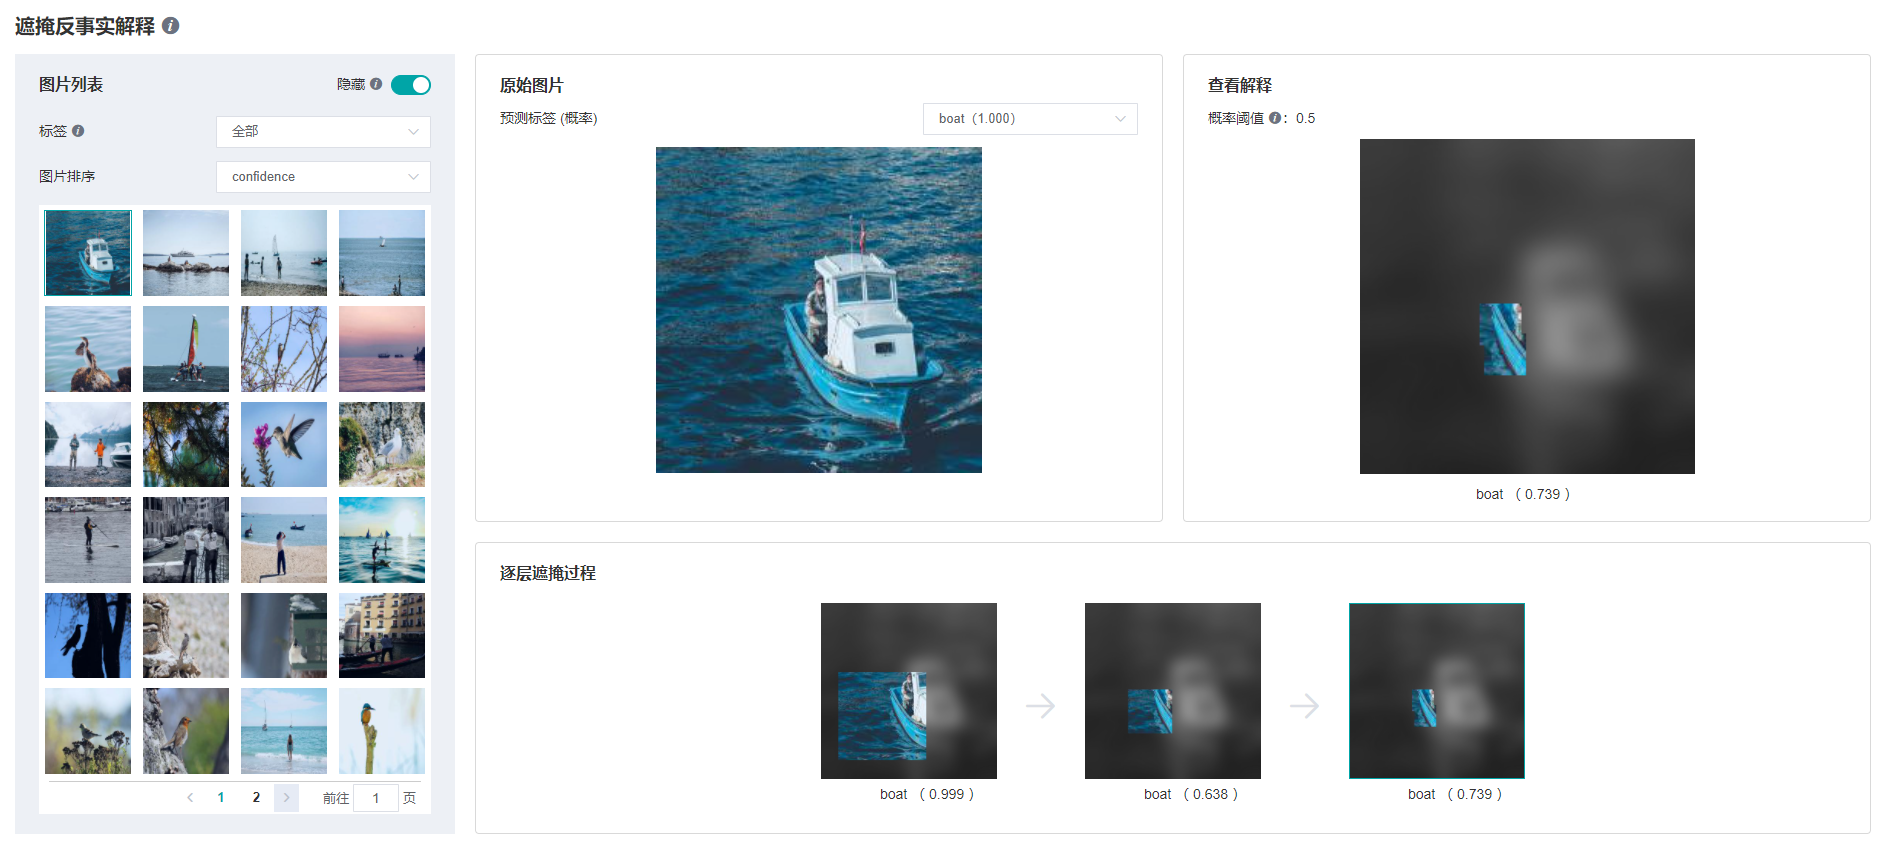 遮掩反事实解释
图片列表
隐藏
标签
全部
图片排序
confidence
1 2 前往 1 页
原始图片
预测标签 (概率)
boat（1.000）
查看解释
概率阈值 : 0.5
boat （ 0.739 ）
逐层遮掩过程
boat （ 0.999 ）
boat （ 0.638 ）
boat （ 0.739 ）